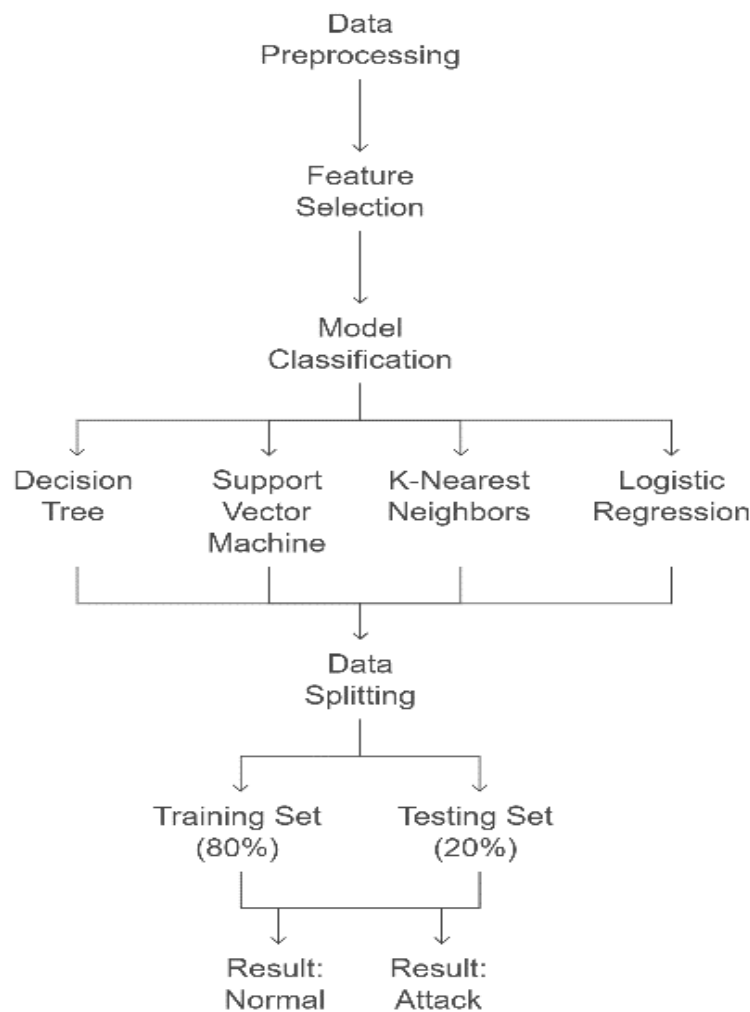 Data
Preprocessing
Feature
Selection
Model
Classification
Decision
Tree
Support
Vector
Machine
K-Nearest
Neighbors
Logistic
Regression
Data
Splitting
Training Set
(80%)
Testing Set
(20%)
Result:
Normal
Result:
Attack